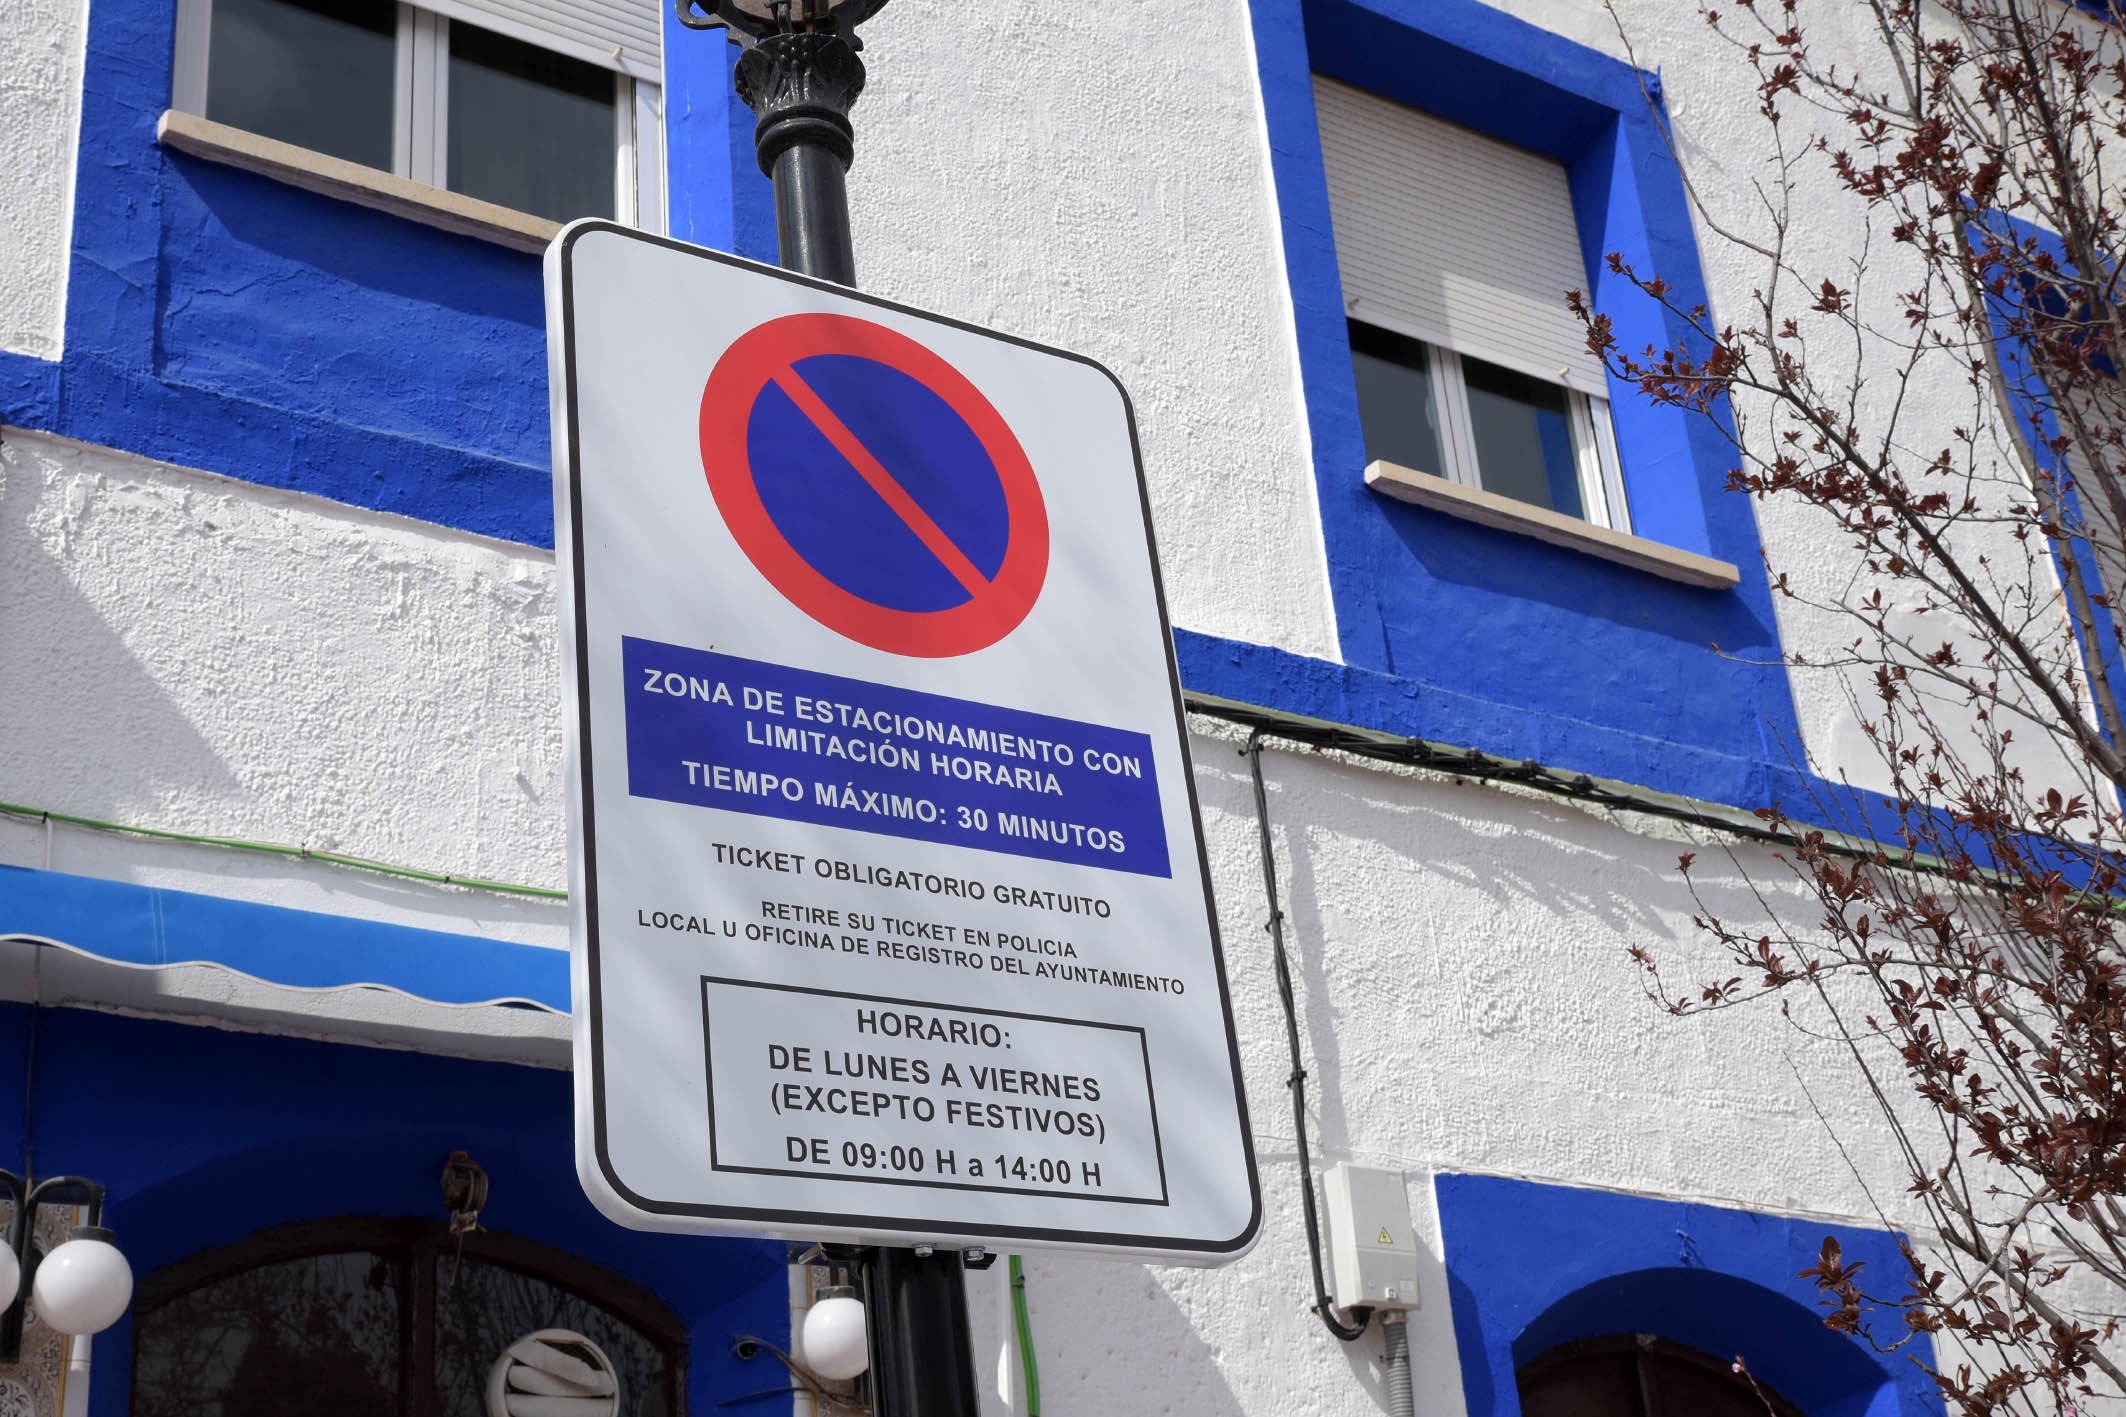 ZONA DE ESTACIONAMIENTO CON
LIMITACIÓN HORARIA
TIEMPO MÁXIMO: 30 MINUTOS
TICKET OBLIGATORIO GRATUITO
RETIRE SU TICKET EN POLICIA
LOCAL U OFICINA DE REGISTRO DEL AYUNTAMIENTO
HORARIO:
DE LUNES A VIERNES
(EXCEPTO FESTIVOS)
DE 09:00 H a 14:00 H